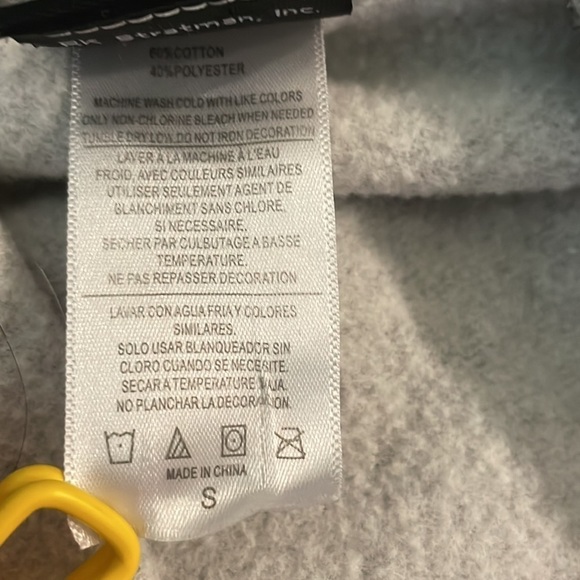 RK Stratman, Inc.
60%COTTON
40%POLYESTER
MACHINE WASH COLD WITH LIKE COLORS
ONLY NON-CHLORINE BLEACH WHEN NEEDED
TUMBLE DRY LOW, DO NOT IRON DECORATION
LAVER À LA MACHINE À L'EAU
FROID, AVEC COULEURS SIMILAIRES
UTILISER SEULEMENT AGENT DE
BLANCHIMENT SANS CHLORE,
SI NECESSAIRE,
SECHER PAR CULBUTAGE A BASSE
TEMPERATURE.
NE PAS REPASSER DECORATION
LAVAR CON AGUA FRIA Y COLORES
SIMILARES.
SOLO USAR BLANQUEADOR SIN
CLORO CUANDO SE NECESITE.
SECAR A TEMPERATURE BAJA.
NO PLANCHAR LA DECORACION.
MADE IN CHINA
S